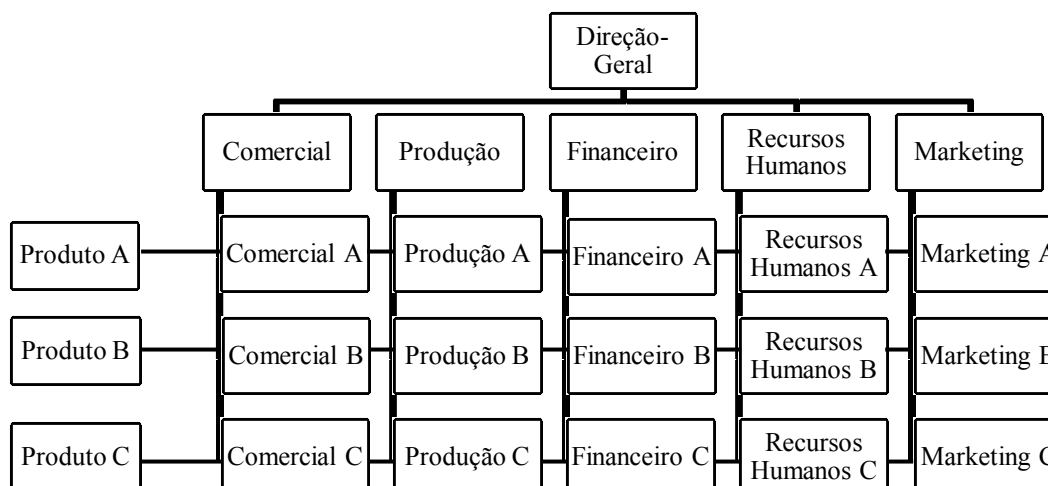 Direção-
Geral
Comercial
Produção
Financeiro
Recursos
Humanos
Marketing
Produto A
Comercial A
Produção A
Financeiro A
Recursos
Humanos A
Marketing A
Produto B
Comercial B
Produção B
Financeiro B
Recursos
Humanos B
Marketing B
Produto C
Comercial C
Produção C
Financeiro C
Recursos
Humanos C
Marketing C